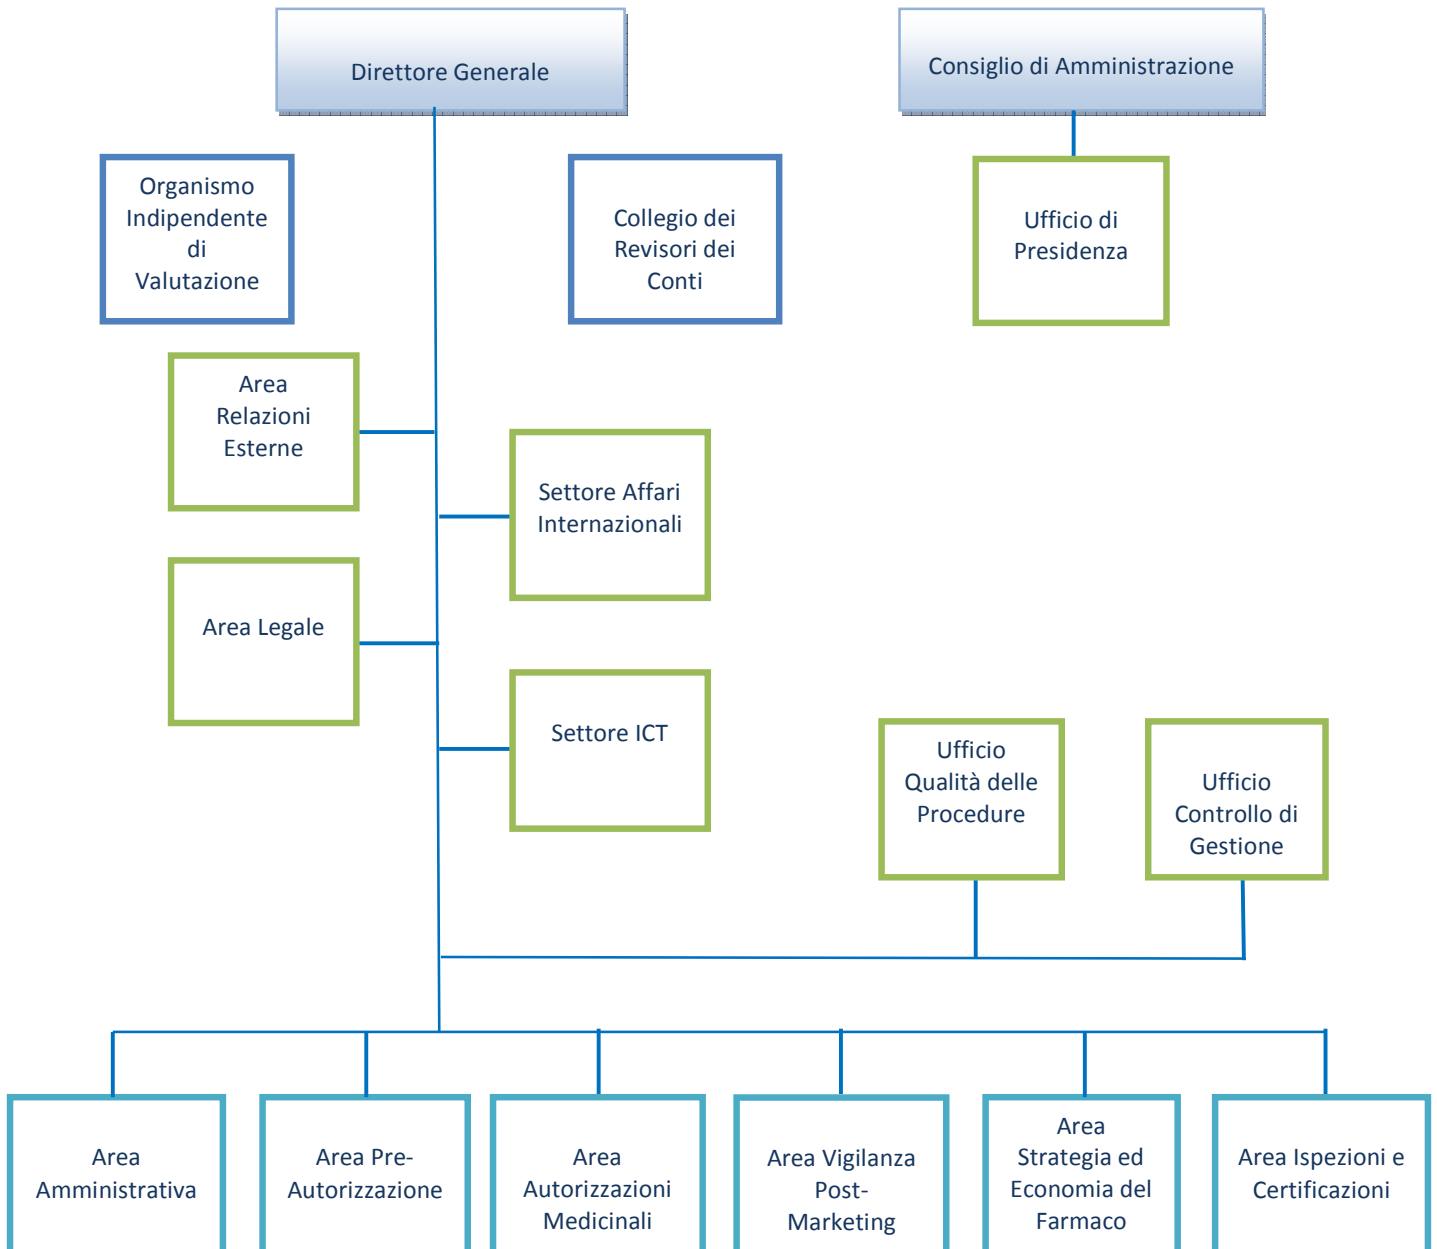 Direttore Generale
Consiglio di Amministrazione
Organismo
Indipendente
di
Valutazione
Collegio dei
Revisori dei
Conti
Ufficio di
Presidenza
Area
Relazioni
Esterne
Settore Affari
Internazionali
Area Legale
Settore ICT
Ufficio
Qualità delle
Procedure
Ufficio
Controllo di
Gestione
Area
Amministrativa
Area Pre-
Autorizzazione
Area
Autorizzazioni
Medicinali
Area Vigilanza
Post-
Marketing
Area
Strategia ed
Economia del
Farmaco
Area Ispezioni e
Certificazioni